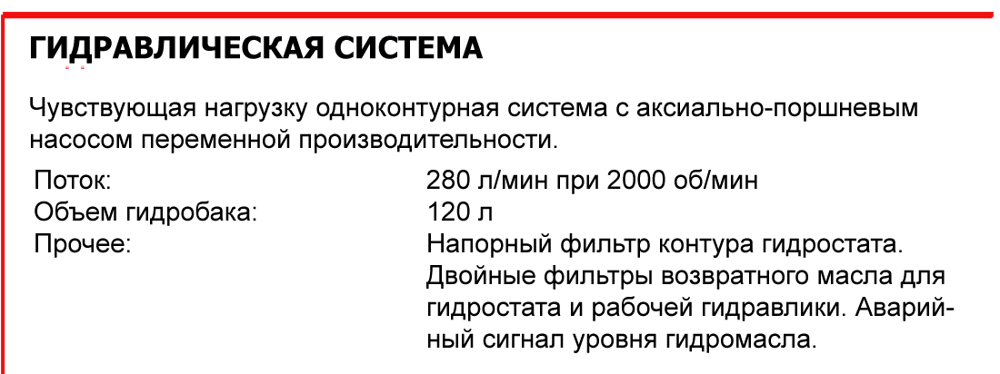 ГИДРАВЛИЧЕСКАЯ СИСТЕМА
Чувствующая нагрузку одноконтурная система с аксиально-поршневым
насосом переменной производительности.
Поток: 280 л/мин при 2000 об/мин
Объем гидробака: 120 л
Прочее: Напорный фильтр контура гидростата.
Двойные фильтры возвратного масла для
гидростата и рабочей гидравлики. Аварий-
ный сигнал уровня гидромасла.